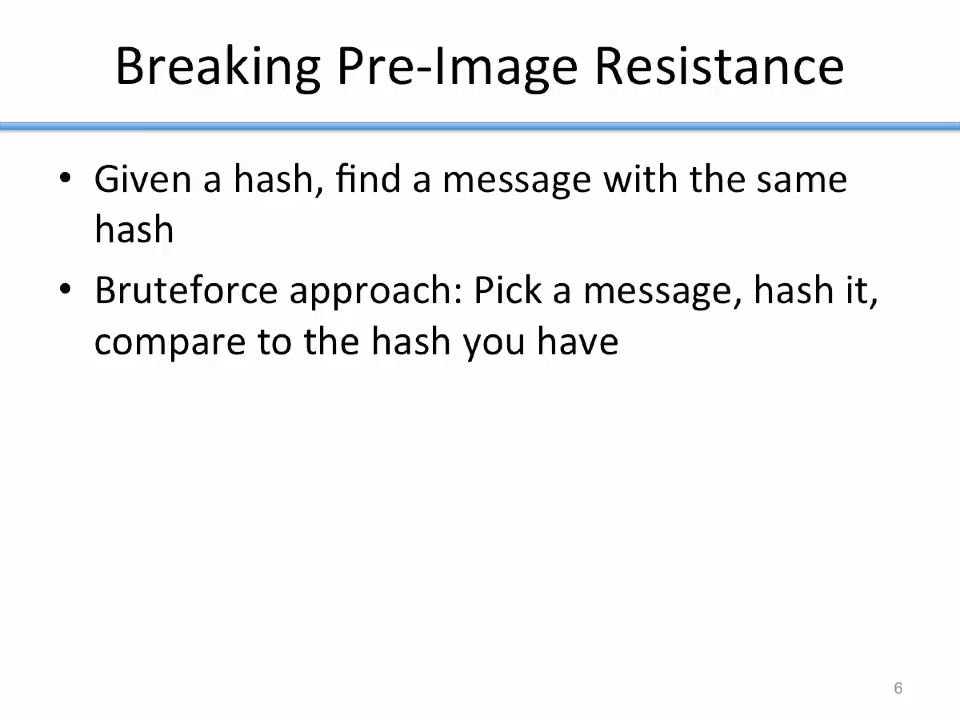 Breaking Pre-Image Resistance
• Given a hash, find a message with the same
hash
• Bruteforce approach: Pick a message, hash it,
compare to the hash you have
6